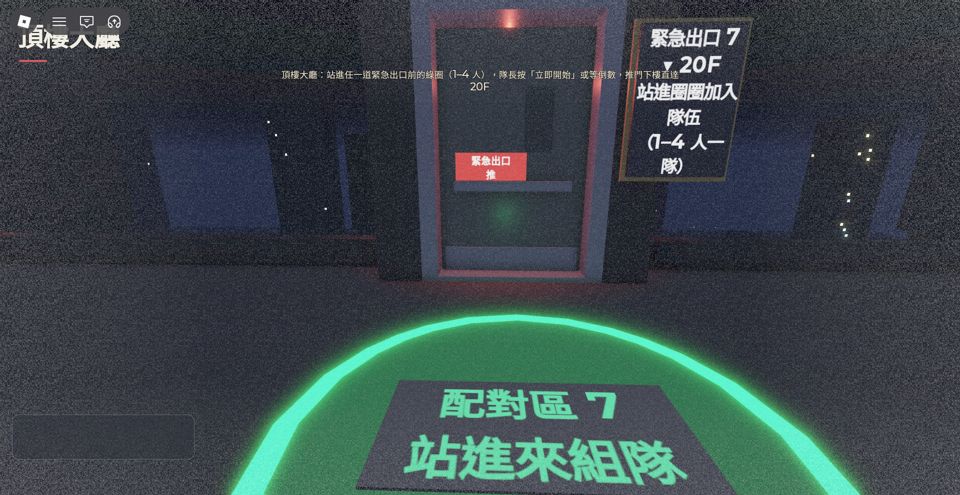 頂樓大廳
頂樓大廳：站進任一道緊急出口前的綠圈（1–4 人），隊長按「立即開始」或等倒數，推門下樓直達
20F
緊急出口 7
▼ 20F
站進圈圈加入
隊伍
（1–4 人一
隊）
緊急出口
推
配對區 7
站進來組隊